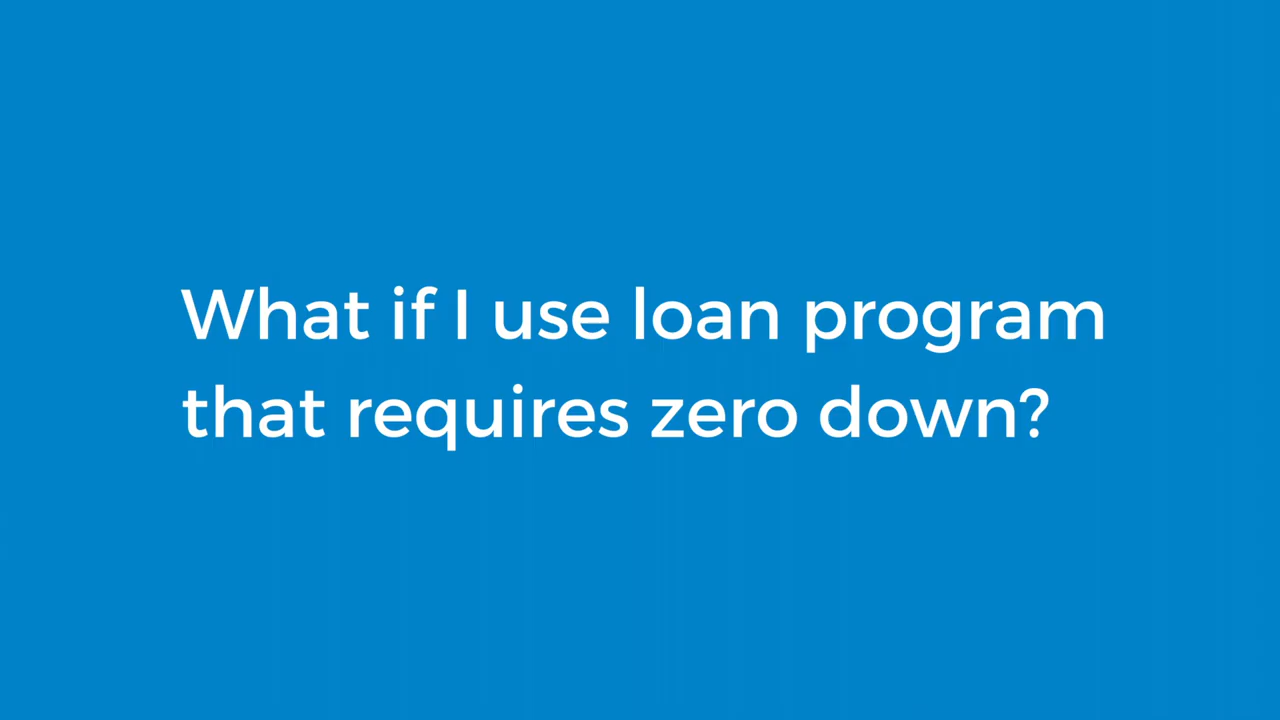 What if I use loan program
that requires zero down?